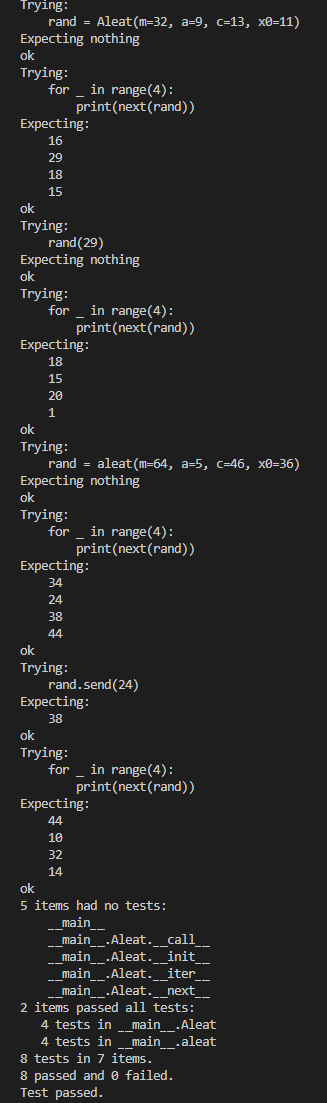 Trying:
    rand = Aleat(m=32, a=9, c=13, x0=11)
Expecting nothing
ok
Trying:
    for _ in range(4):
        print(next(rand))
Expecting:
    16
    29
    18
    15
ok
Trying:
    rand(29)
Expecting nothing
ok
Trying:
    for _ in range(4):
        print(next(rand))
Expecting:
    18
    15
    20
    1
ok
Trying:
    rand = aleat(m=64, a=5, c=46, x0=36)
Expecting nothing
ok
Trying:
    for _ in range(4):
        print(next(rand))
Expecting:
    34
    24
    38
    44
ok
Trying:
    rand.send(24)
Expecting:
    38
ok
Trying:
    for _ in range(4):
        print(next(rand))
Expecting:
    44
    10
    32
    14
ok
5 items had no tests:
    __main__
    __main__.Aleat.__call__
    __main__.Aleat.__init__
    __main__.Aleat.__iter__
    __main__.Aleat.__next__
2 items passed all tests:
   4 tests in __main__.Aleat
   4 tests in __main__.aleat
8 tests in 7 items.
8 passed and 0 failed.
Test passed.